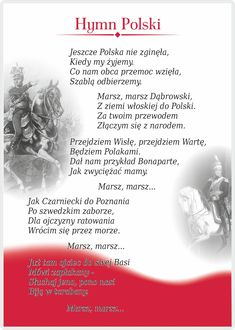 Hymn Polski
Jeszcze Polska nie zginęła,
Kiedy my żyjemy.
Co nam obca przemoc wzięła,
Szablą odbierzemy.
Marsz, marsz Dąbrowski,
Z ziemi włoskiej do Polski.
Za twoim przewodem
Złączym się z narodem.
Przejdziem Wisłę, przejdziem Wartę,
Będziem Polakami.
Dał nam przykład Bonaparte,
Jak zwyciężać mamy.
Marsz, marsz...
Jak Czarniecki do Poznania
Po szwedzkim zaborze,
Dla ojczyzny ratowania
Wrócim się przez morze.
Marsz, marsz...
Już tam ojciec do swej Basi
Mówi zapłakany -
Słuchaj jeno, pono nasi
Biją w tarabany.
Marsz, marsz...